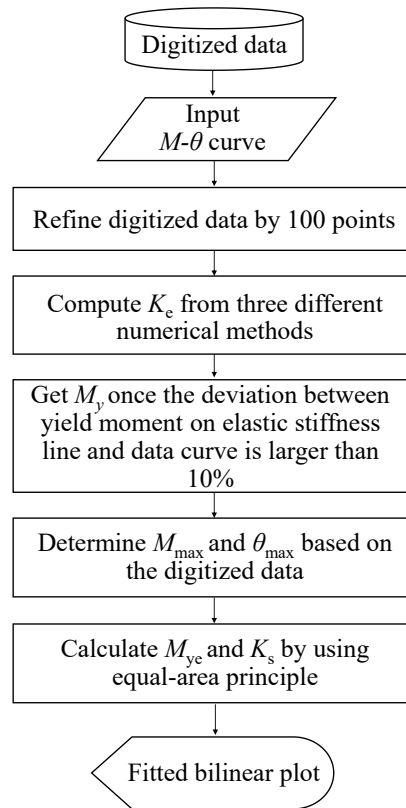 Digitized data
Input
M-θ curve
Refine digitized data by 100 points
Compute Ke from three different
numerical methods
Get My once the deviation between
yield moment on elastic stiffness
line and data curve is larger than
10%
Determine Mmax and θmax based on
the digitized data
Calculate Mye and Ks by using
equal-area principle
Fitted bilinear plot